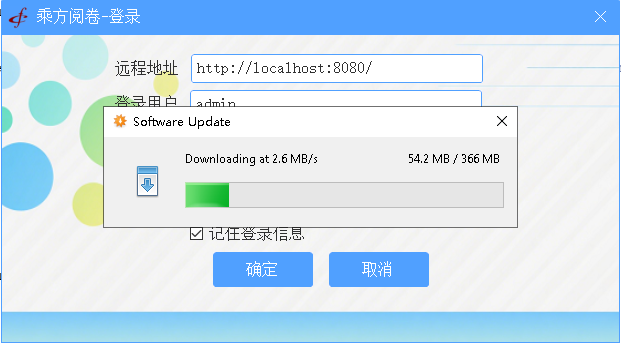 乘方阅卷-登录
远程地址
http://localhost:8080/
登录用户
admin
Software Update
Downloading at 2.6 MB/s
54.2 MB / 366 MB
记住登录信息
确定
取消